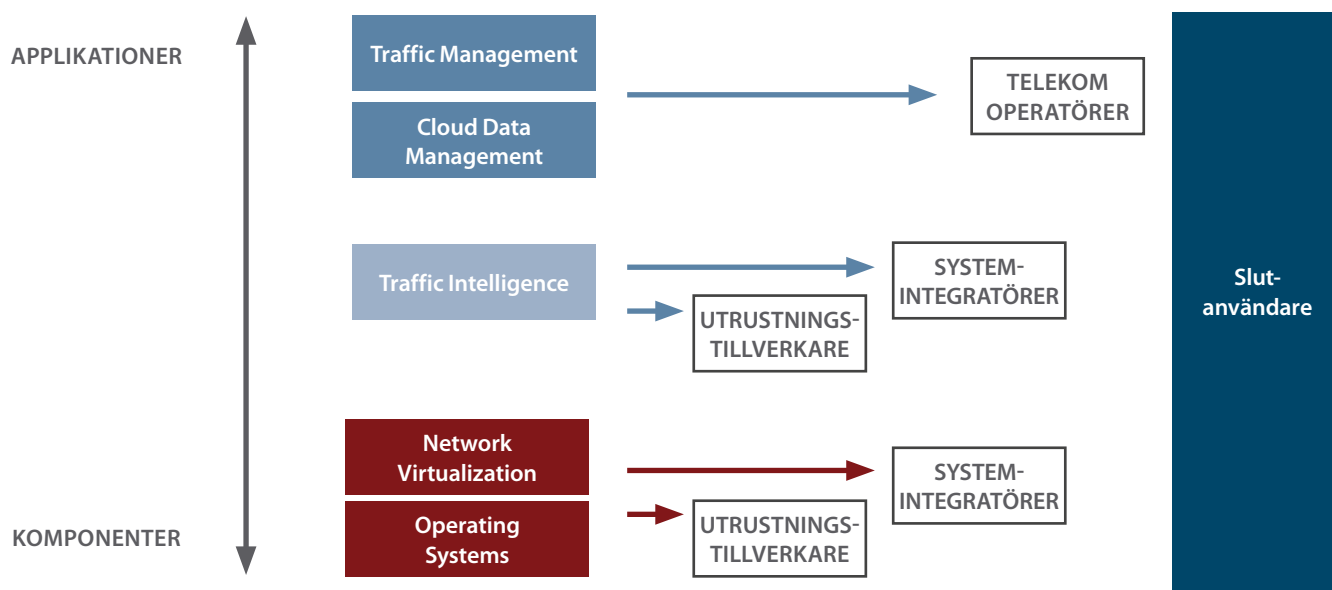 APPLIKATIONER
Traffic Management
Cloud Data
Management
TELEKOM
OPERATÖRER
Traffic Intelligence
SYSTEM-
INTEGRATÖRER
UTRUSTNINGS-
TILLVERKARE
Slut-
användare
Network
Virtualization
SYSTEM-
INTEGRATÖRER
KOMPONENTER
Operating
Systems
UTRUSTNINGS-
TILLVERKARE